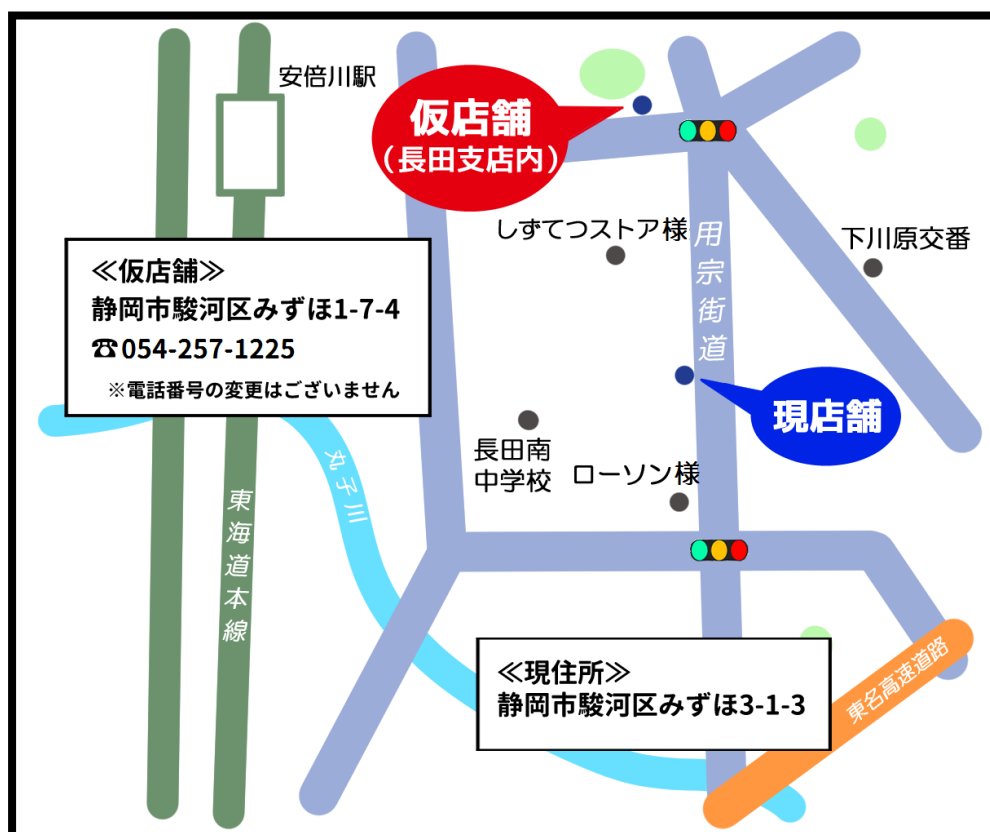 安倍川駅
仮店舗
（長田支店内）
しずてつストア様
用宗街道
下川原交番
≪仮店舗≫
静岡市駿河区みずほ1-7-4
☎054-257-1225
※電話番号の変更はございません
現店舗
長田南
中学校
ローソン様
丸子川
東海道本線
≪現住所≫
静岡市駿河区みずほ3-1-3
東名高速道路